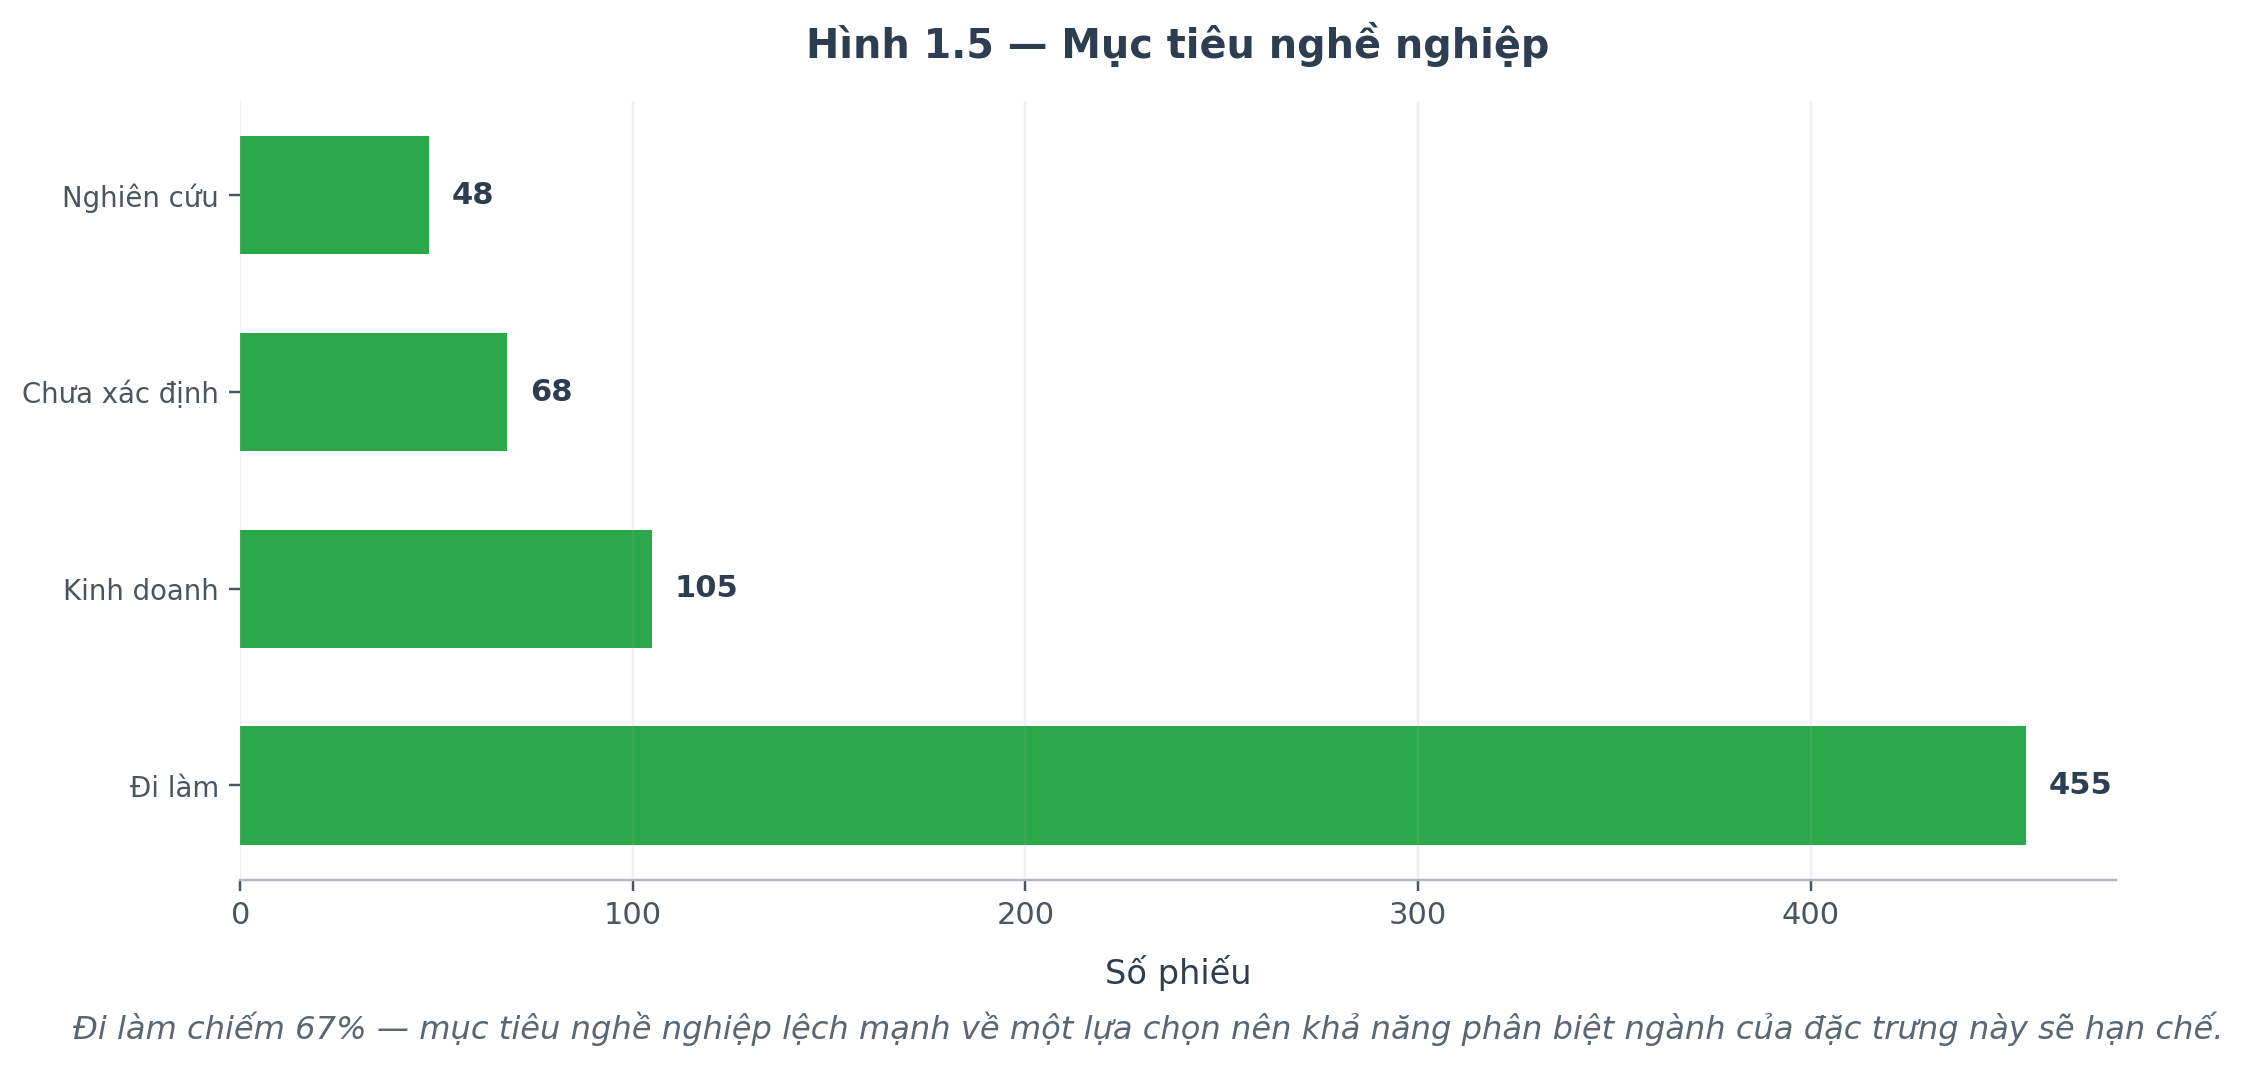 Hình 1.5 — Mục tiêu nghề nghiệp
Nghiên cứu
48
Chưa xác định
68
Kinh doanh
105
Đi làm
455
0 100 200 300 400
Số phiếu
Đi làm chiếm 67% — mục tiêu nghề nghiệp lệch mạnh về một lựa chọn nên khả năng phân biệt ngành của đặc trưng này sẽ hạn chế.